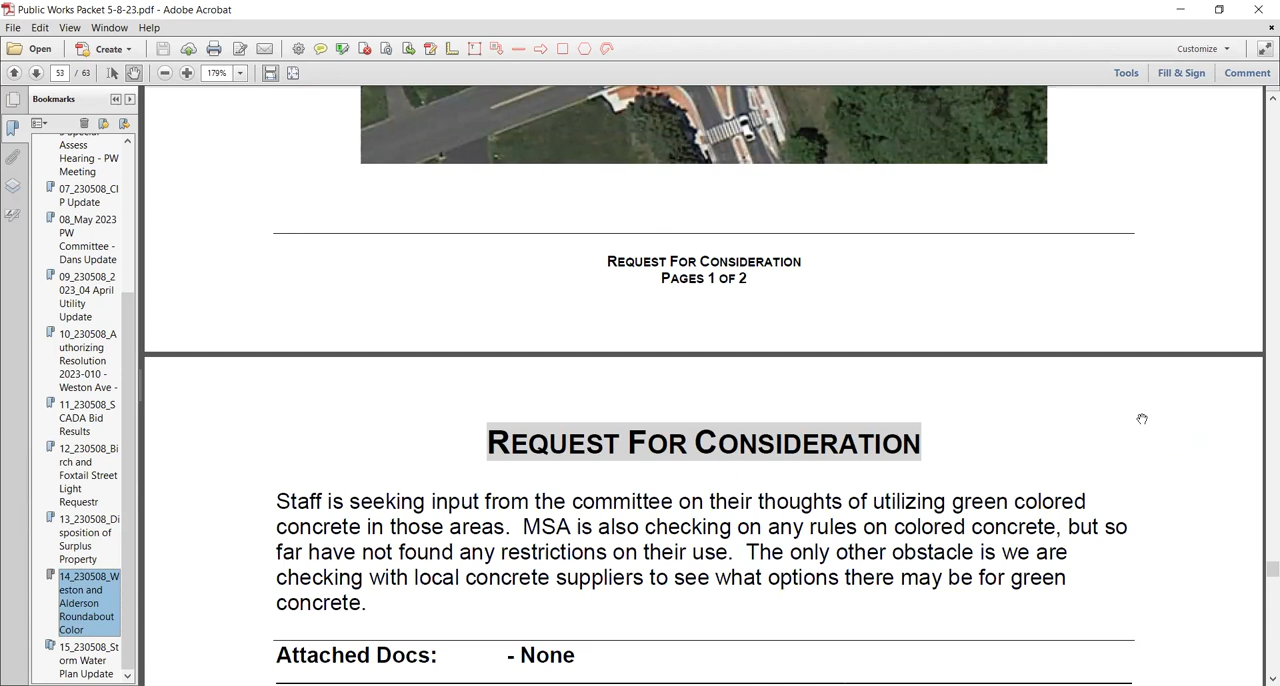 Public Works Packet 5-8-23.pdf - Adobe Acrobat
File Edit View Window Help
Open Create Customize
53 / 63 179% Tools Fill & Sign Comment
Bookmarks
s Special
Assess
Hearing - PW
Meeting
07_230508_CI
P Update
08_May 2023
PW
Committee -
Dans Update
09_230508_2
023_04 April
Utility
Update
10_230508_A
uthorizing
Resolution
2023-010 -
Weston Ave -
11_230508_S
CADA Bid
Results
12_230508_Bi
rch and
Foxtail Street
Light
Requestr
13_230508_Di
sposition of
Surplus
Property
14_230508_W
eston and
Alderson
Roundabout
Color
15_230508_St
orm Water
Plan Update
REQUEST FOR CONSIDERATION
PAGES 1 OF 2
REQUEST FOR CONSIDERATION
Staff is seeking input from the committee on their thoughts of utilizing green colored
concrete in those areas. MSA is also checking on any rules on colored concrete, but so
far have not found any restrictions on their use. The only other obstacle is we are
checking with local concrete suppliers to see what options there may be for green
concrete.
Attached Docs: - None